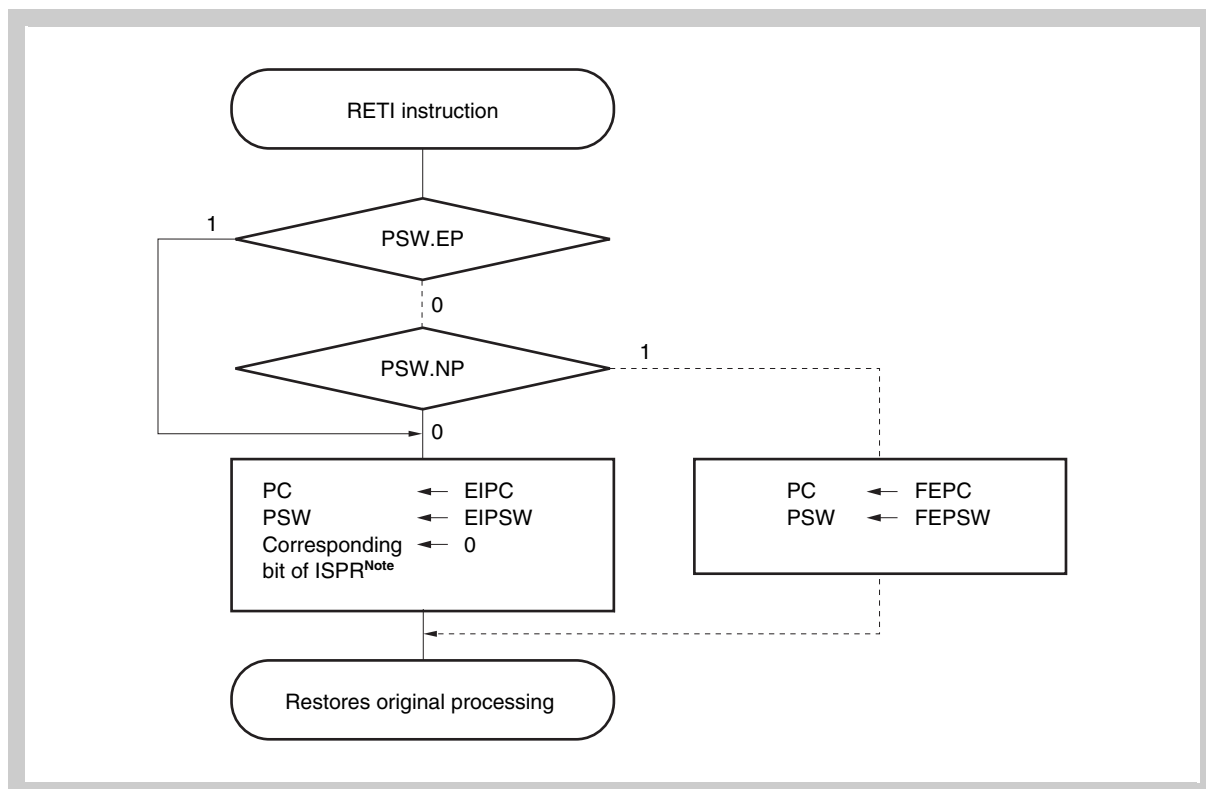 RETI instruction
1
PSW.EP
0
1
PSW.NP
0
PC ← EIPC
PSW ← EIPSW
Corresponding ← 0
bit of ISPRNote
PC ← FEPC
PSW ← FEPSW
Restores original processing